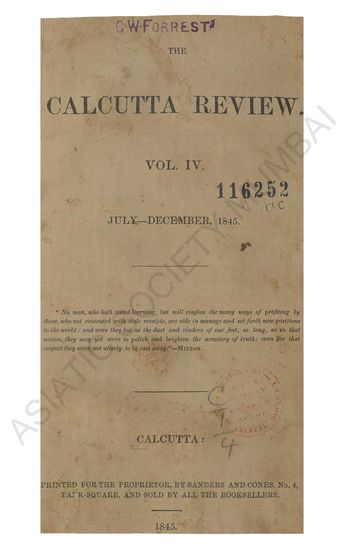 G.W. FORREST
THE
CALCUTTA REVIEW.
VOL. IV.
116252
JULY—DECEMBER, 1845.
" No man, who hath tasted learning, but will confess the many ways of profiting by
those, who not contented with stale receipts, are able to manage and set forth new positions
to the world: and were they but as the dust and cinders of our feet, so long, as in that
notion, they may yet serve to polish and brighten the armoury of truth: even for that
respect they were not utterly to be cast away."—MILTON.
C
1
4
CALCUTTA:
PRINTED FOR THE PROPRIETOR, BY SANDERS AND CONES, No. 4,
TANK-SQUARE, AND SOLD BY ALL THE BOOKSELLERS.
1845.
ASIATIC SOCIETY MUMBAI